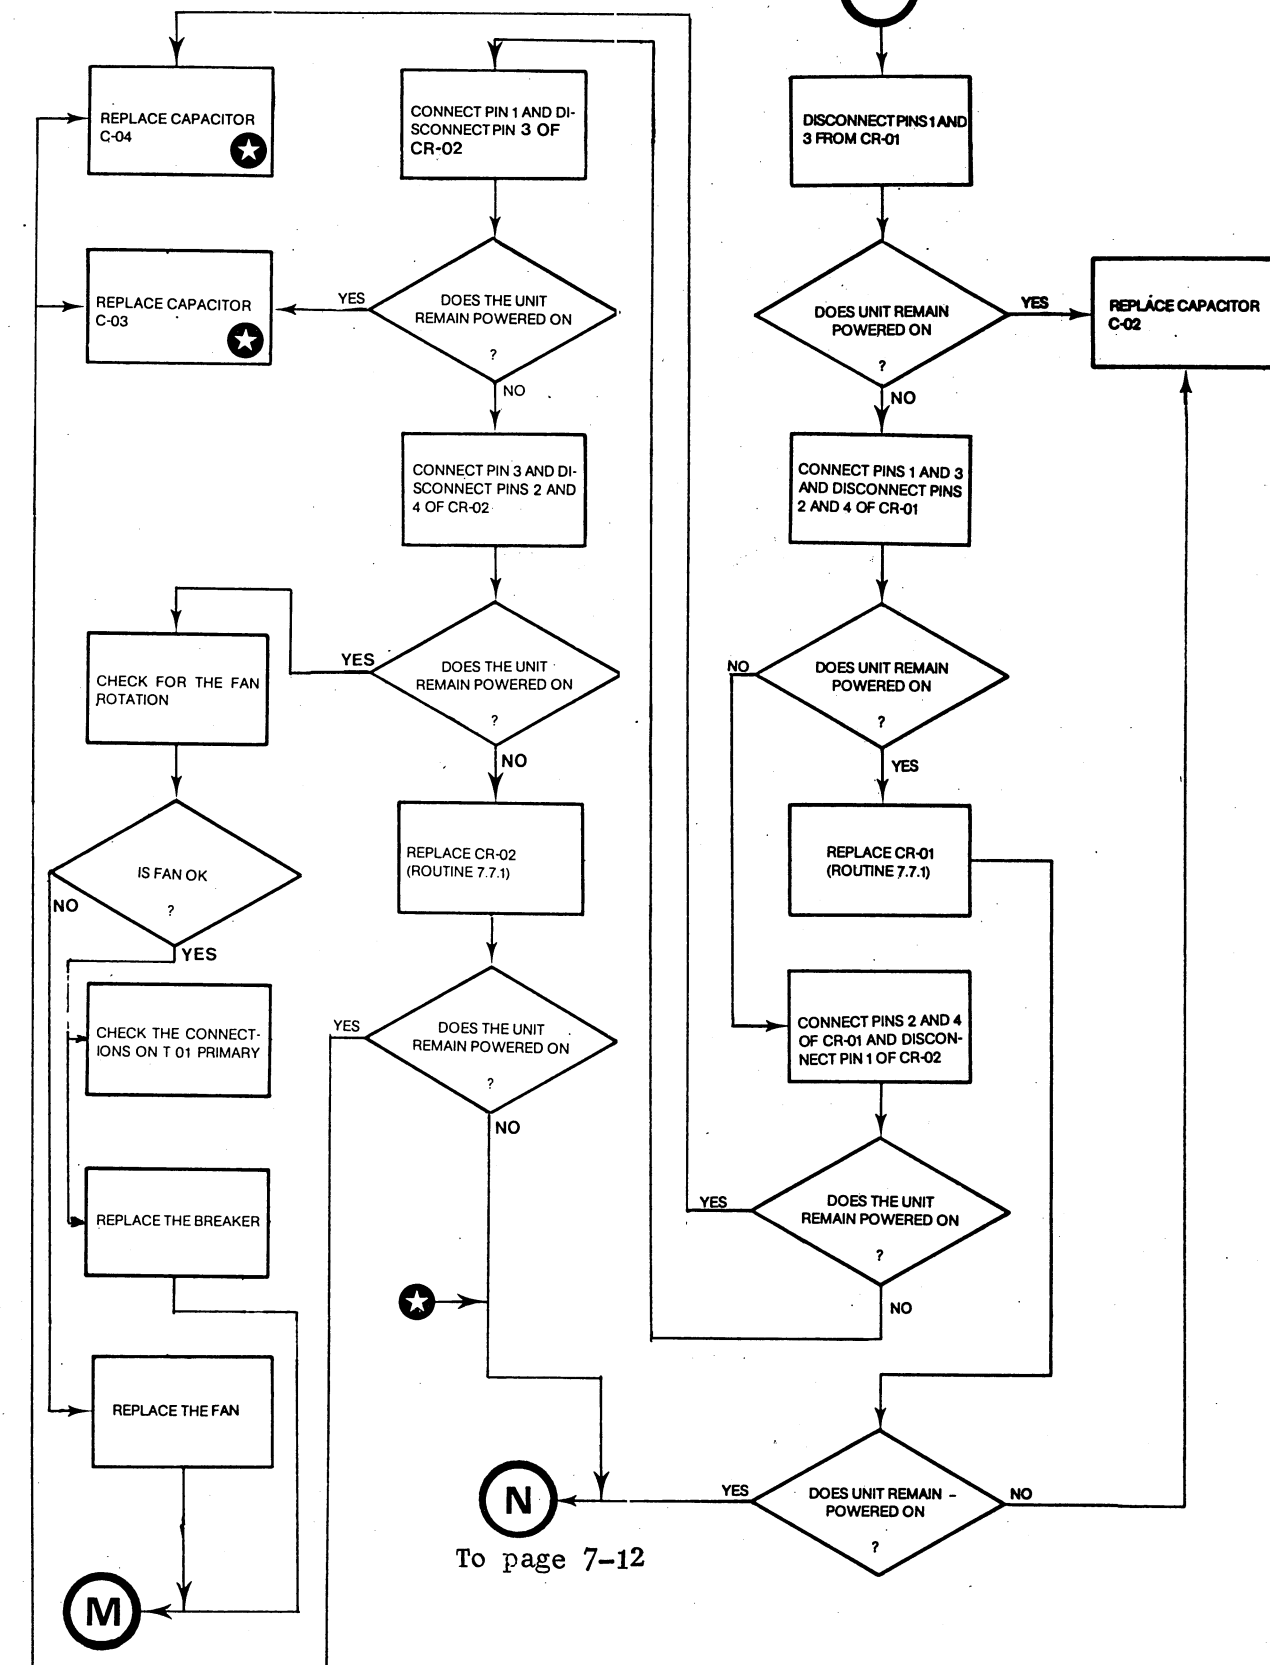 REPLACE CAPACITOR
C-04
CONNECT PIN 1 AND DI-
SCONNECT PIN 3 OF
CR-02
DISCONNECT PINS 1 AND
3 FROM CR-01
REPLACE CAPACITOR
C-03
YES
DOES THE UNIT
REMAIN POWERED ON
?
NO
DOES UNIT REMAIN
POWERED ON
?
YES
NO
REPLACE CAPACITOR
C-02
CONNECT PIN 3 AND DI-
SCONNECT PINS 2 AND
4 OF CR-02
CONNECT PINS 1 AND 3
AND DISCONNECT PINS
2 AND 4 OF CR-01
CHECK FOR THE FAN
ROTATION
YES
DOES THE UNIT
REMAIN POWERED ON
?
NO
NO
DOES UNIT REMAIN
POWERED ON
?
YES
IS FAN OK
?
NO
YES
REPLACE CR-02
(ROUTINE 7.7.1)
REPLACE CR-01
(ROUTINE 7.7.1)
CHECK THE CONNECT-
IONS ON T 01 PRIMARY
YES
DOES THE UNIT
REMAIN POWERED ON
?
NO
CONNECT PINS 2 AND 4
OF CR-01 AND DISCON-
NECT PIN 1 OF CR-02
REPLACE THE BREAKER
YES
DOES THE UNIT
REMAIN POWERED ON
?
NO
REPLACE THE FAN
N
YES
DOES UNIT REMAIN
POWERED ON
?
NO
To page 7-12
M